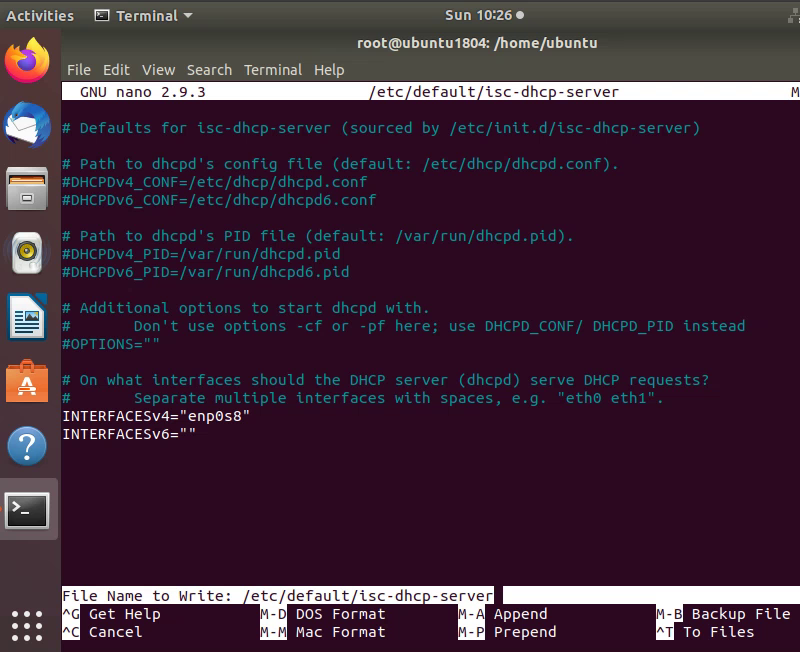 Activities Terminal Sun 10:26
root@ubuntu1804: /home/ubuntu
File Edit View Search Terminal Help
GNU nano 2.9.3 /etc/default/isc-dhcp-server M
# Defaults for isc-dhcp-server (sourced by /etc/init.d/isc-dhcp-server)
# Path to dhcpd's config file (default: /etc/dhcp/dhcpd.conf).
#DHCPDv4_CONF=/etc/dhcp/dhcpd.conf
#DHCPDv6_CONF=/etc/dhcp/dhcpd6.conf
# Path to dhcpd's PID file (default: /var/run/dhcpd.pid).
#DHCPDv4_PID=/var/run/dhcpd.pid
#DHCPDv6_PID=/var/run/dhcpd6.pid
# Additional options to start dhcpd with.
#       Don't use options -cf or -pf here; use DHCPD_CONF/ DHCPD_PID instead
#OPTIONS=""
# On what interfaces should the DHCP server (dhcpd) serve DHCP requests?
#       Separate multiple interfaces with spaces, e.g. "eth0 eth1".
INTERFACESv4="enp0s8"
INTERFACESv6=""
File Name to Write: /etc/default/isc-dhcp-server
^G Get Help M-D DOS Format M-A Append M-B Backup File
^C Cancel M-M Mac Format M-P Prepend ^T To Files